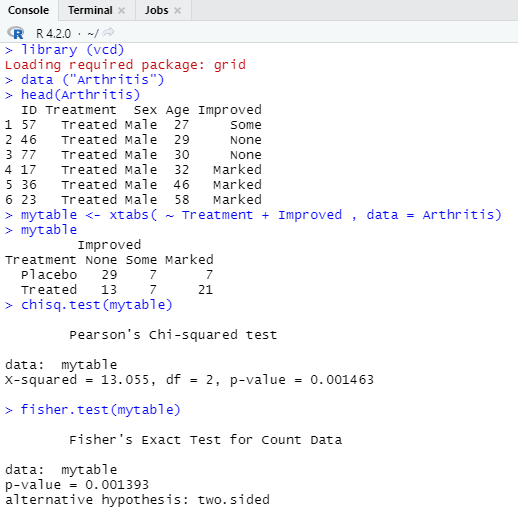 Console Terminal Jobs
R R 4.2.0 · ~/
> library (vcd)
Loading required package: grid
> data ("Arthritis")
> head(Arthritis)
  ID Treatment  Sex Age Improved
1 57   Treated Male  27     Some
2 46   Treated Male  29     None
3 77   Treated Male  30     None
4 17   Treated Male  32   Marked
5 36   Treated Male  46   Marked
6 23   Treated Male  58   Marked
> mytable <- xtabs( ~ Treatment + Improved , data = Arthritis)
> mytable
         Improved
Treatment None Some Marked
  Placebo   29    7      7
  Treated   13    7     21
> chisq.test(mytable)
        Pearson's Chi-squared test
data:  mytable
X-squared = 13.055, df = 2, p-value = 0.001463
> fisher.test(mytable)
        Fisher's Exact Test for Count Data
data:  mytable
p-value = 0.001393
alternative hypothesis: two.sided